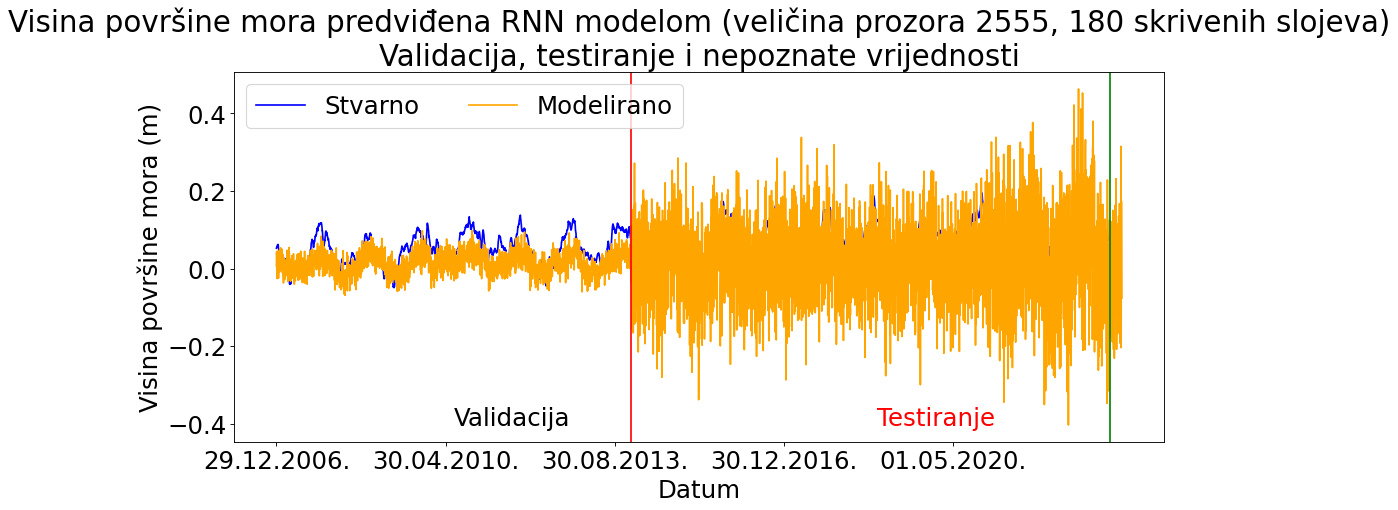 Visina površine mora predviđena RNN modelom (veličina prozora 2555, 180 skrivenih slojeva)
Validacija, testiranje i nepoznate vrijednosti
Stvarno Modelirano
Visina površine mora (m)
0.4
0.2
0.0
−0.2
−0.4
Validacija Testiranje
29.12.2006. 30.04.2010. 30.08.2013. 30.12.2016. 01.05.2020.
Datum